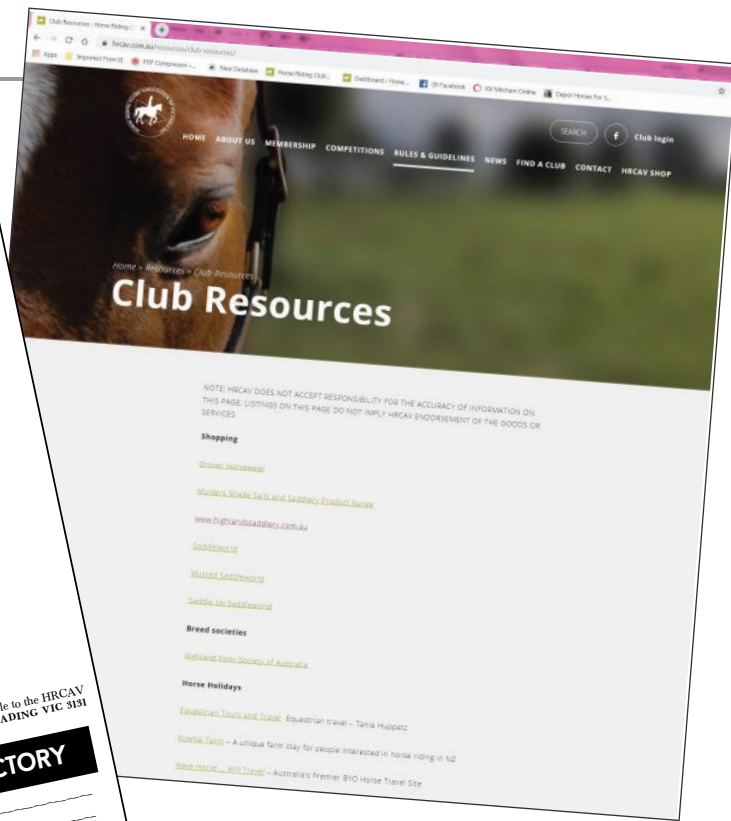 Club Resources : Horse Riding C
hrcav.com.au/resources/club-resources/
Apps
Imported From IE
PDF Compressor -...
New Database
Horse Riding Club...
Dashboard - Horse...
(3) Facebook
Mitcham Online
Depot Horses For S...
SEARCH
Club login
HOME ABOUT US MEMBERSHIP COMPETITIONS RULES & GUIDELINES NEWS FIND A CLUB CONTACT HRCAV SHOP
Home > Resources > Club Resources
Club Resources
NOTE: HRCAV DOES NOT ACCEPT RESPONSIBILITY FOR THE ACCURACY OF INFORMATION ON
THIS PAGE. LISTINGS ON THIS PAGE DO NOT IMPLY HRCAV ENDORSEMENT OF THE GOODS OR
SERVICES
Shopping
Drover Horsewear
Mulders Shade Sails and Saddlery Product Range
www.highlandssaddlery.com.au
Saddleworld
Mustad Saddleworld
Saddle Up Saddleworld
Breed societies
Highland Pony Society of Australia
Horse Holidays
Equestrian Tours and Travel Equestrian travel – Tania Huppatz
Kowhai Farm – A unique farm stay for people interested in horse riding in NZ
Have Horse ... Will Travel – Australia's Premier BYO Horse Travel Site
le to the HRCAV
ADING VIC 3131
CTORY